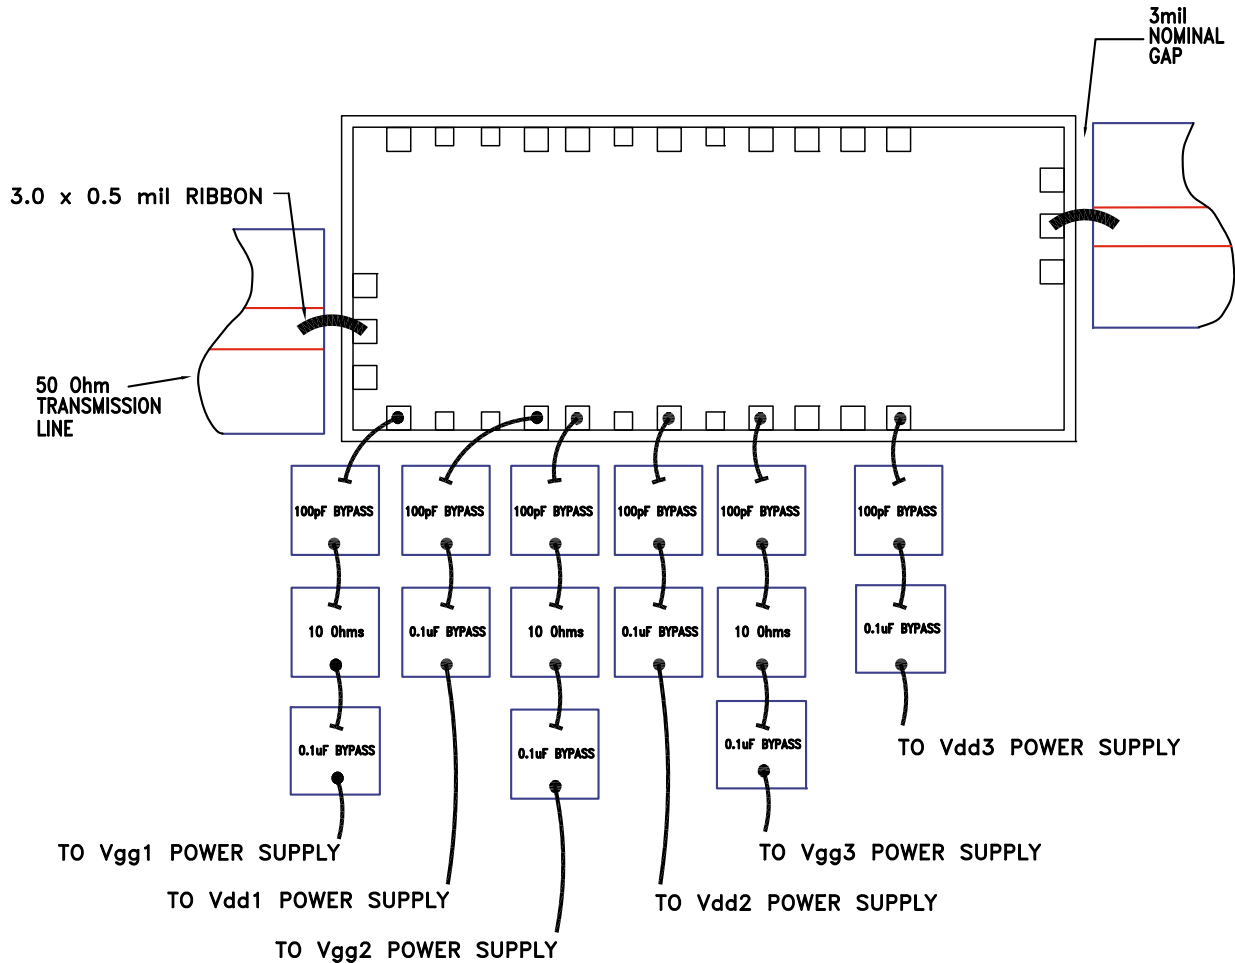 3mil
NOMINAL
GAP
3.0 x 0.5 mil RIBBON
50 Ohm
TRANSMISSION
LINE
100pF BYPASS
100pF BYPASS
100pF BYPASS
100pF BYPASS
100pF BYPASS
100pF BYPASS
10 Ohms
0.1uF BYPASS
10 Ohms
0.1uF BYPASS
10 Ohms
0.1uF BYPASS
0.1uF BYPASS
0.1uF BYPASS
0.1uF BYPASS
TO Vdd3 POWER SUPPLY
TO Vgg1 POWER SUPPLY
TO Vgg3 POWER SUPPLY
TO Vdd1 POWER SUPPLY
TO Vdd2 POWER SUPPLY
TO Vgg2 POWER SUPPLY